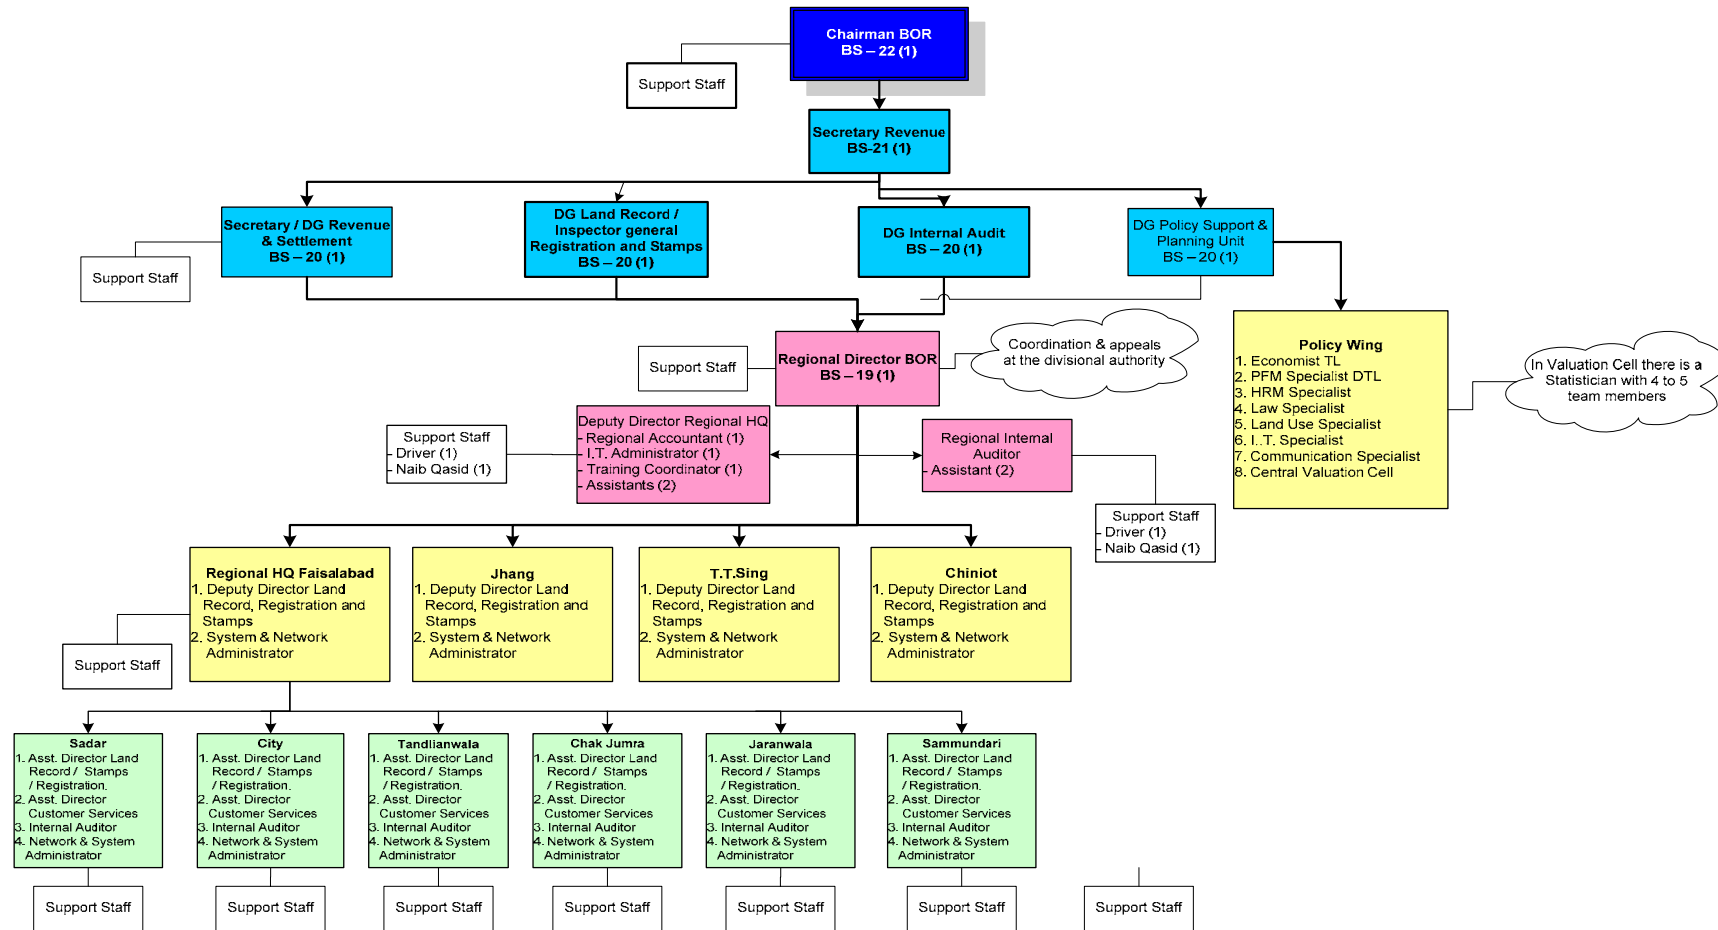 Chairman BOR
BS – 22 (1)
Support Staff
Secretary Revenue
BS-21 (1)
Secretary / DG Revenue
& Settlement
BS – 20 (1)
Support Staff
DG Land Record /
Inspector general
Registration and Stamps
BS – 20 (1)
DG Internal Audit
BS – 20 (1)
DG Policy Support &
Planning Unit
BS – 20 (1)
Regional Director BOR
BS – 19 (1)
Support Staff
Coordination & appeals
at the divisional authority
Policy Wing
1. Economist TL
2. PFM Specialist DTL
3. HRM Specialist
4. Law Specialist
5. Land Use Specialist
6. I..T. Specialist
7. Communication Specialist
8. Central Valuation Cell
In Valuation Cell there is a
Statistician with 4 to 5
team members
Support Staff
- Driver (1)
- Naib Qasid (1)
Deputy Director Regional HQ
- Regional Accountant (1)
- I.T. Administrator (1)
- Training Coordinator (1)
- Assistants (2)
Regional Internal
Auditor
- Assistant (2)
Support Staff
- Driver (1)
- Naib Qasid (1)
Regional HQ Faisalabad
1. Deputy Director Land
Record, Registration and
Stamps
2. System & Network
Administrator
Support Staff
Jhang
1. Deputy Director Land
Record, Registration and
Stamps
2. System & Network
Administrator
T.T.Sing
1. Deputy Director Land
Record, Registration and
Stamps
2. System & Network
Administrator
Chiniot
1. Deputy Director Land
Record, Registration and
Stamps
2. System & Network
Administrator
Sadar
1. Asst. Director Land
Record / Stamps
/ Registration.
2. Asst. Director
Customer Services
3. Internal Auditor
4. Network & System
Administrator
City
1. Asst. Director Land
Record / Stamps
/ Registration.
2. Asst. Director
Customer Services
3. Internal Auditor
4. Network & System
Administrator
Tandlianwala
1. Asst. Director Land
Record / Stamps
/ Registration.
2. Asst. Director
Customer Services
3. Internal Auditor
4. Network & System
Administrator
Chak Jumra
1. Asst. Director Land
Record / Stamps
/ Registration.
2. Asst. Director
Customer Services
3. Internal Auditor
4. Network & System
Administrator
Jaranwala
1. Asst. Director Land
Record / Stamps
/ Registration.
2. Asst. Director
Customer Services
3. Internal Auditor
4. Network & System
Administrator
Sammundari
1. Asst. Director Land
Record / Stamps
/ Registration.
2. Asst. Director
Customer Services
3. Internal Auditor
4. Network & System
Administrator
Support Staff
Support Staff
Support Staff
Support Staff
Support Staff
Support Staff
Support Staff